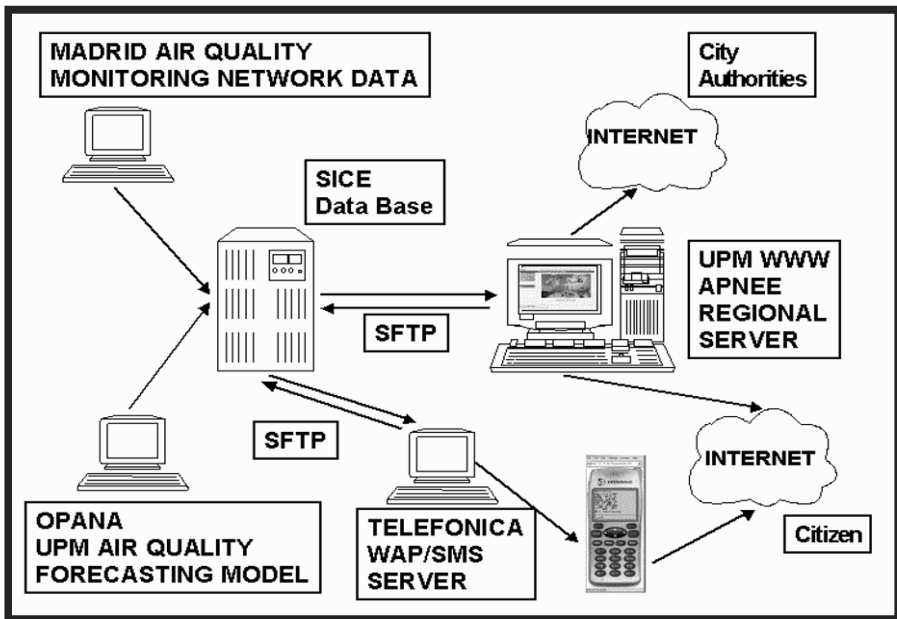 MADRID AIR QUALITY
MONITORING NETWORK DATA
City
Authorities
INTERNET
SICE
Data Base
UPM WWW
APNEE
REGIONAL
SERVER
SFTP
SFTP
INTERNET
OPANA
UPM AIR QUALITY
FORECASTING MODEL
TELEFONICA
WAP/SMS
SERVER
Citizen